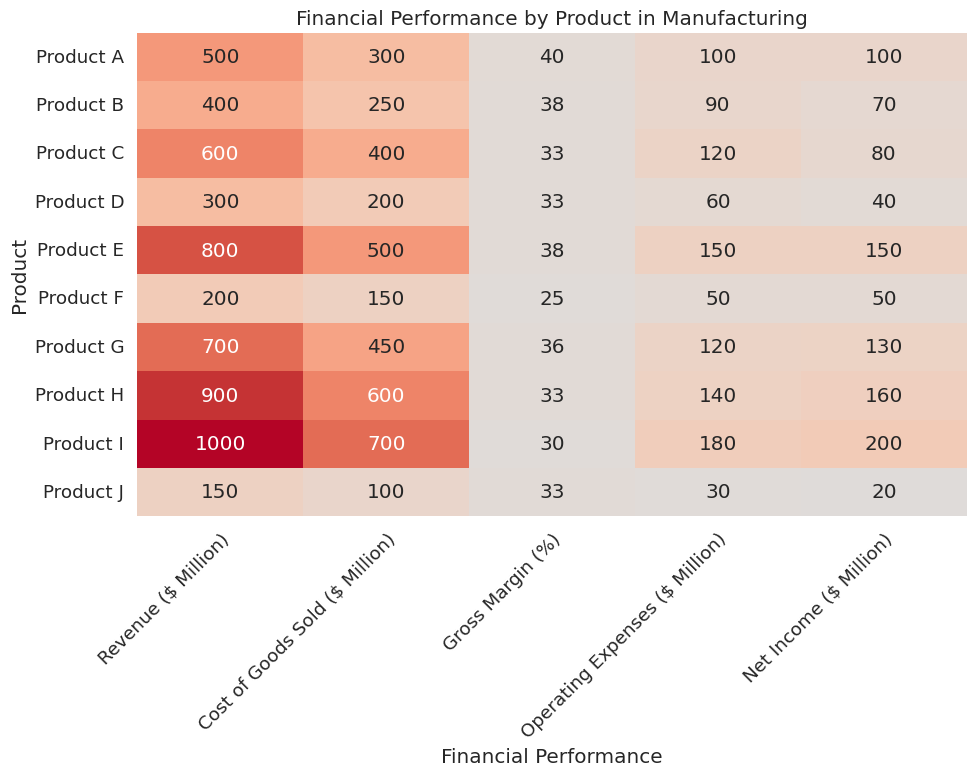 Financial Performance by Product in Manufacturing
Product
Product A 500 300 40 100 100
Product B 400 250 38 90 70
Product C 600 400 33 120 80
Product D 300 200 33 60 40
Product E 800 500 38 150 150
Product F 200 150 25 50 50
Product G 700 450 36 120 130
Product H 900 600 33 140 160
Product I 1000 700 30 180 200
Product J 150 100 33 30 20
Revenue ($ Million)
Cost of Goods Sold ($ Million)
Gross Margin (%)
Operating Expenses ($ Million)
Net Income ($ Million)
Financial Performance